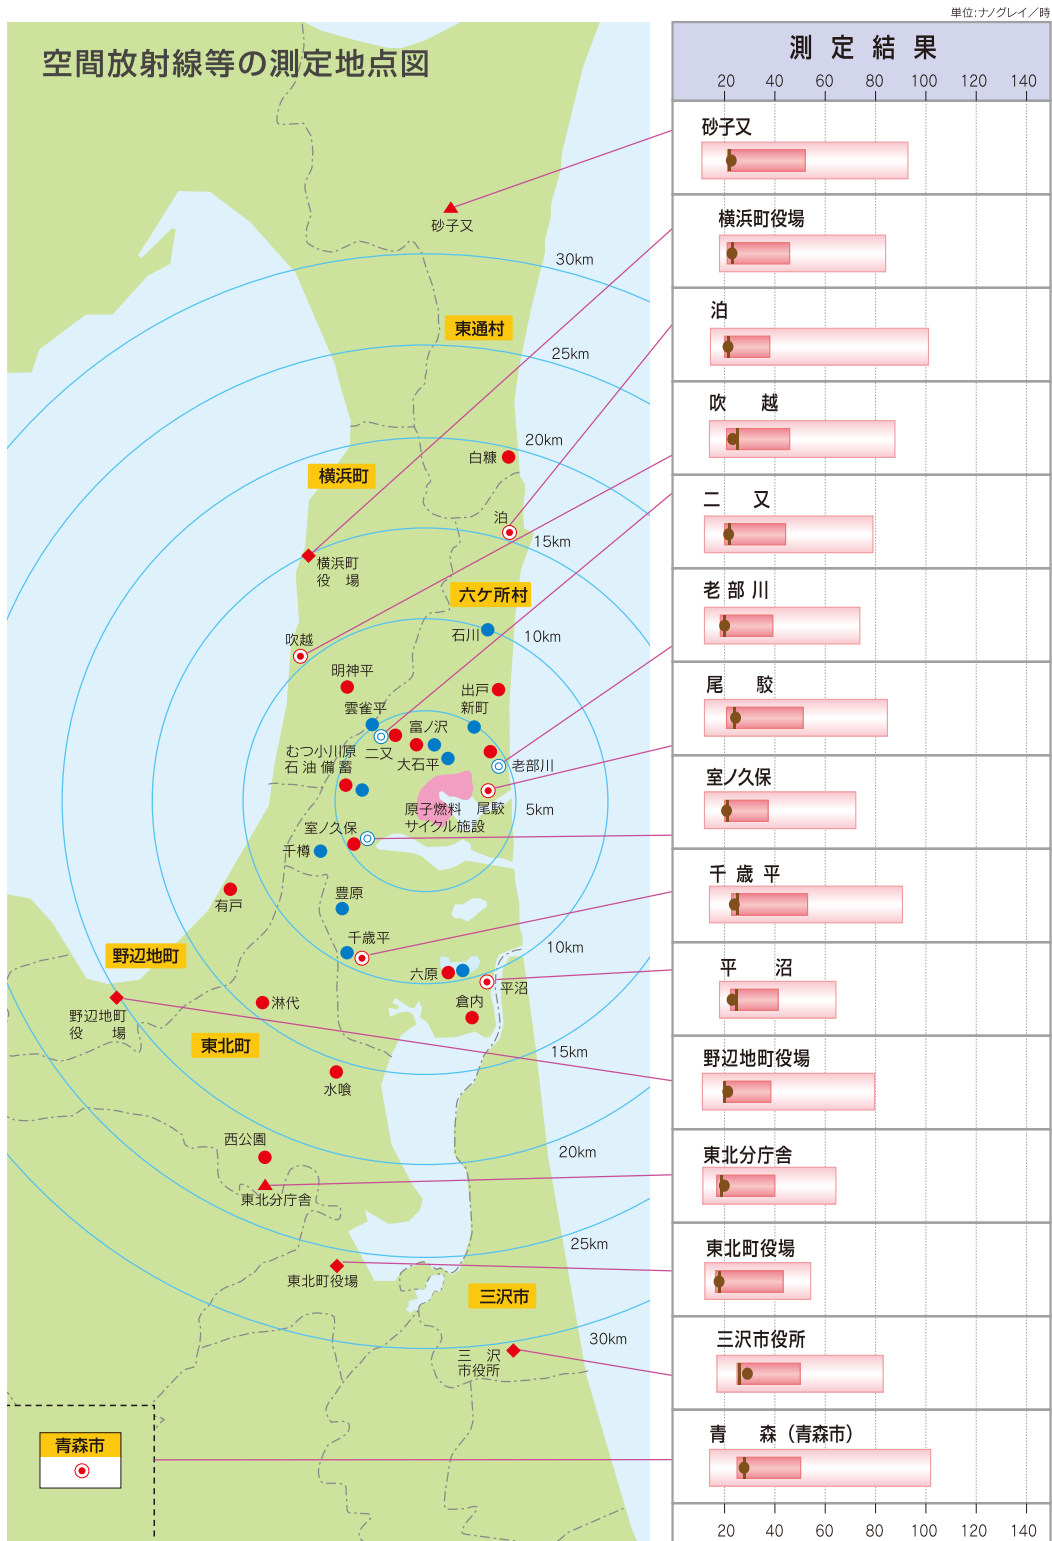 単位:ナノグレイ／時
空間放射線等の測定地点図
測定結果
20 40 60 80 100 120 140
砂子又
横浜町役場
泊
吹越
二又
老部川
尾駮
室ノ久保
千歳平
平沼
野辺地町役場
東北分庁舎
東北町役場
三沢市役所
青森（青森市）
20 40 60 80 100 120 140
砂子又
30km
東通村
25km
20km
白糠
横浜町
泊
15km
横浜町
役場
六ケ所村
石川
10km
吹越
明神平
出戸
新町
雲雀平
富ノ沢
二又
むつ小川原
石油備蓄
大石平
老部川
原子燃料
サイクル施設
尾駮
5km
室ノ久保
千樽
豊原
有戸
千歳平
10km
野辺地町
六原
平沼
倉内
淋代
野辺地町
役場
東北町
15km
水喰
西公園
20km
東北分庁舎
25km
東北町役場
三沢市
30km
三沢
市役所
青森市